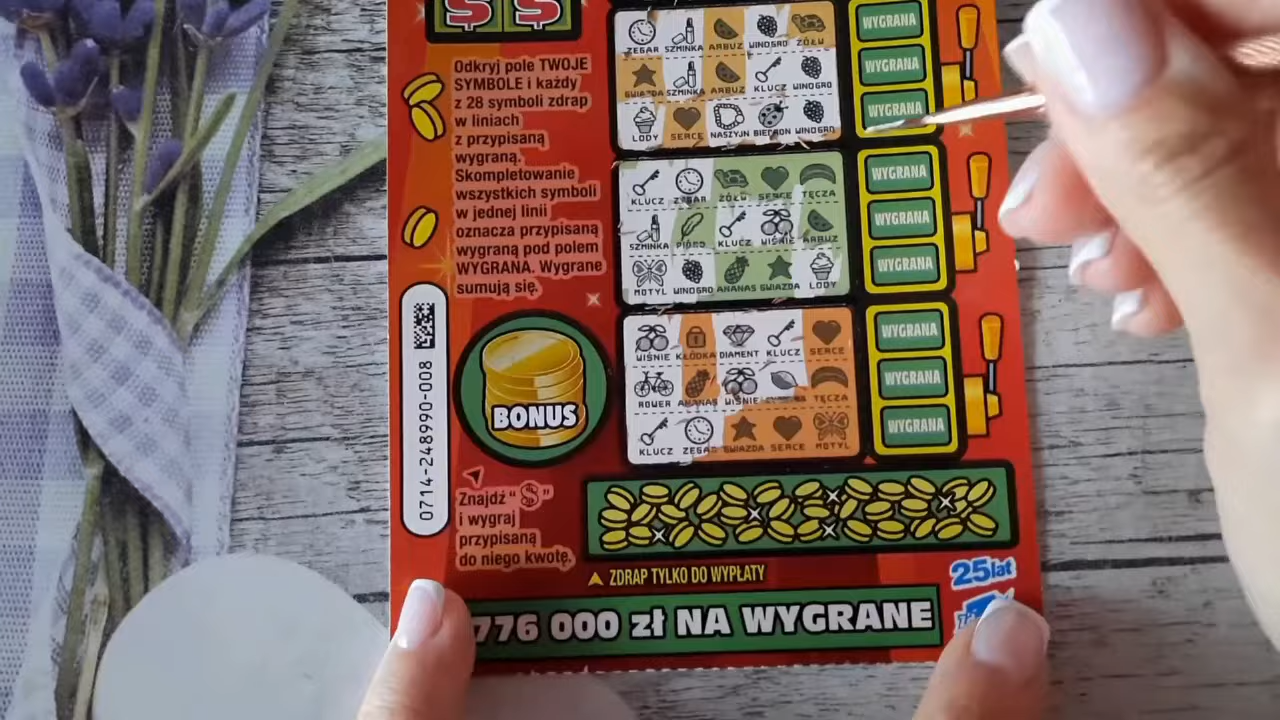 $ $
ZEGAR SZMINKA ARBUZ WINOGRO ŻÓŁW
WYGRANA
GWIAZDA SZMINKA ARBUZ KLUCZ WINOGRO
WYGRANA
LODY SERCE NASZYJN BIEDRON WINOGRO
WYGRANA
Odkryj pole TWOJE
SYMBOLE i każdy
z 28 symboli zdrap
w liniach
z przypisaną
wygraną.
Skompletowanie
wszystkich symboli
w jednej linii
oznacza przypisaną
wygraną pod polem
WYGRANA. Wygrane
sumują się.
KLUCZ ZEGAR ŻÓŁW SERCE TĘCZA
WYGRANA
SZMINKA PIÓRO KLUCZ WIŚNIE ARBUZ
WYGRANA
MOTYL WINOGRO ANANAS GWIAZDA LODY
WYGRANA
WIŚNIE KŁÓDKA DIAMENT KLUCZ SERCE
WYGRANA
ROWER ANANAS WIŚNIE TĘCZA
WYGRANA
KLUCZ ZEGAR GWIAZDA SERCE MOTYL
WYGRANA
0714-248990-008
BONUS
Znajdź "$"
i wygraj
przypisaną
do niego kwotę.
ZDRAP TYLKO DO WYPŁATY
25lat
776 000 zł NA WYGRANE